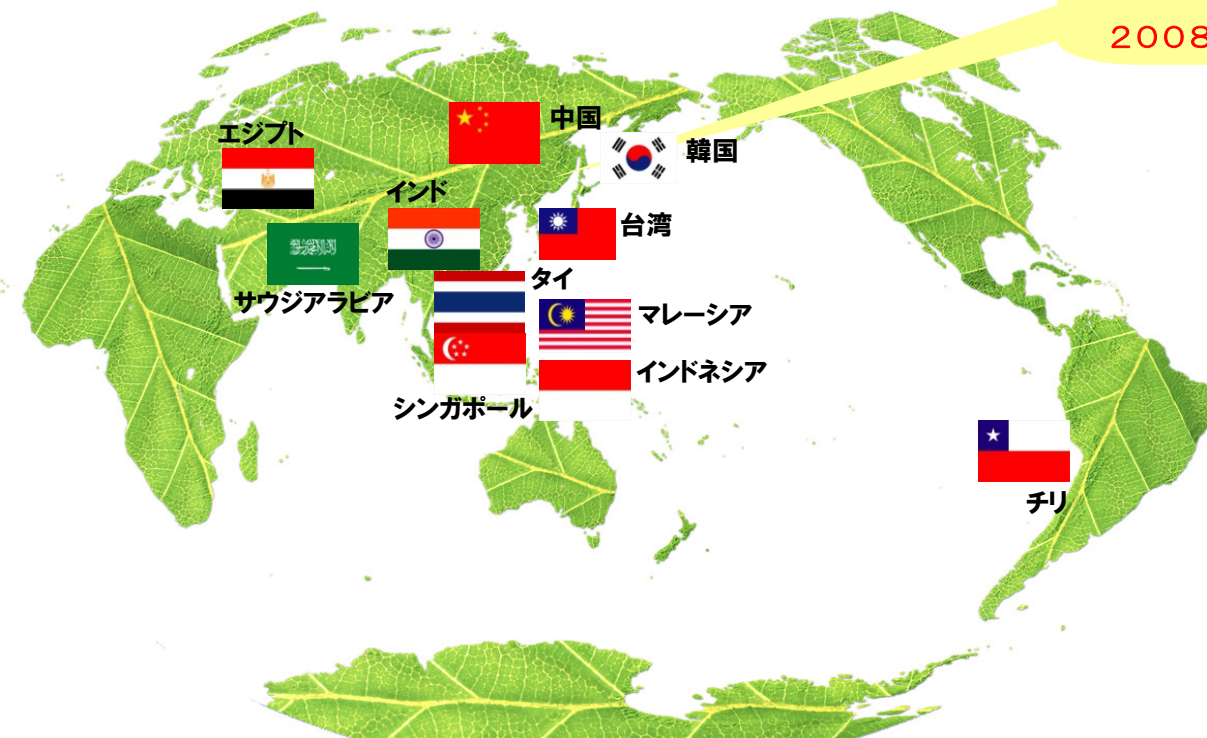 2008
中国
エジプト
韓国
インド
台湾
タイ
サウジアラビア
マレーシア
インドネシア
シンガポール
チリ